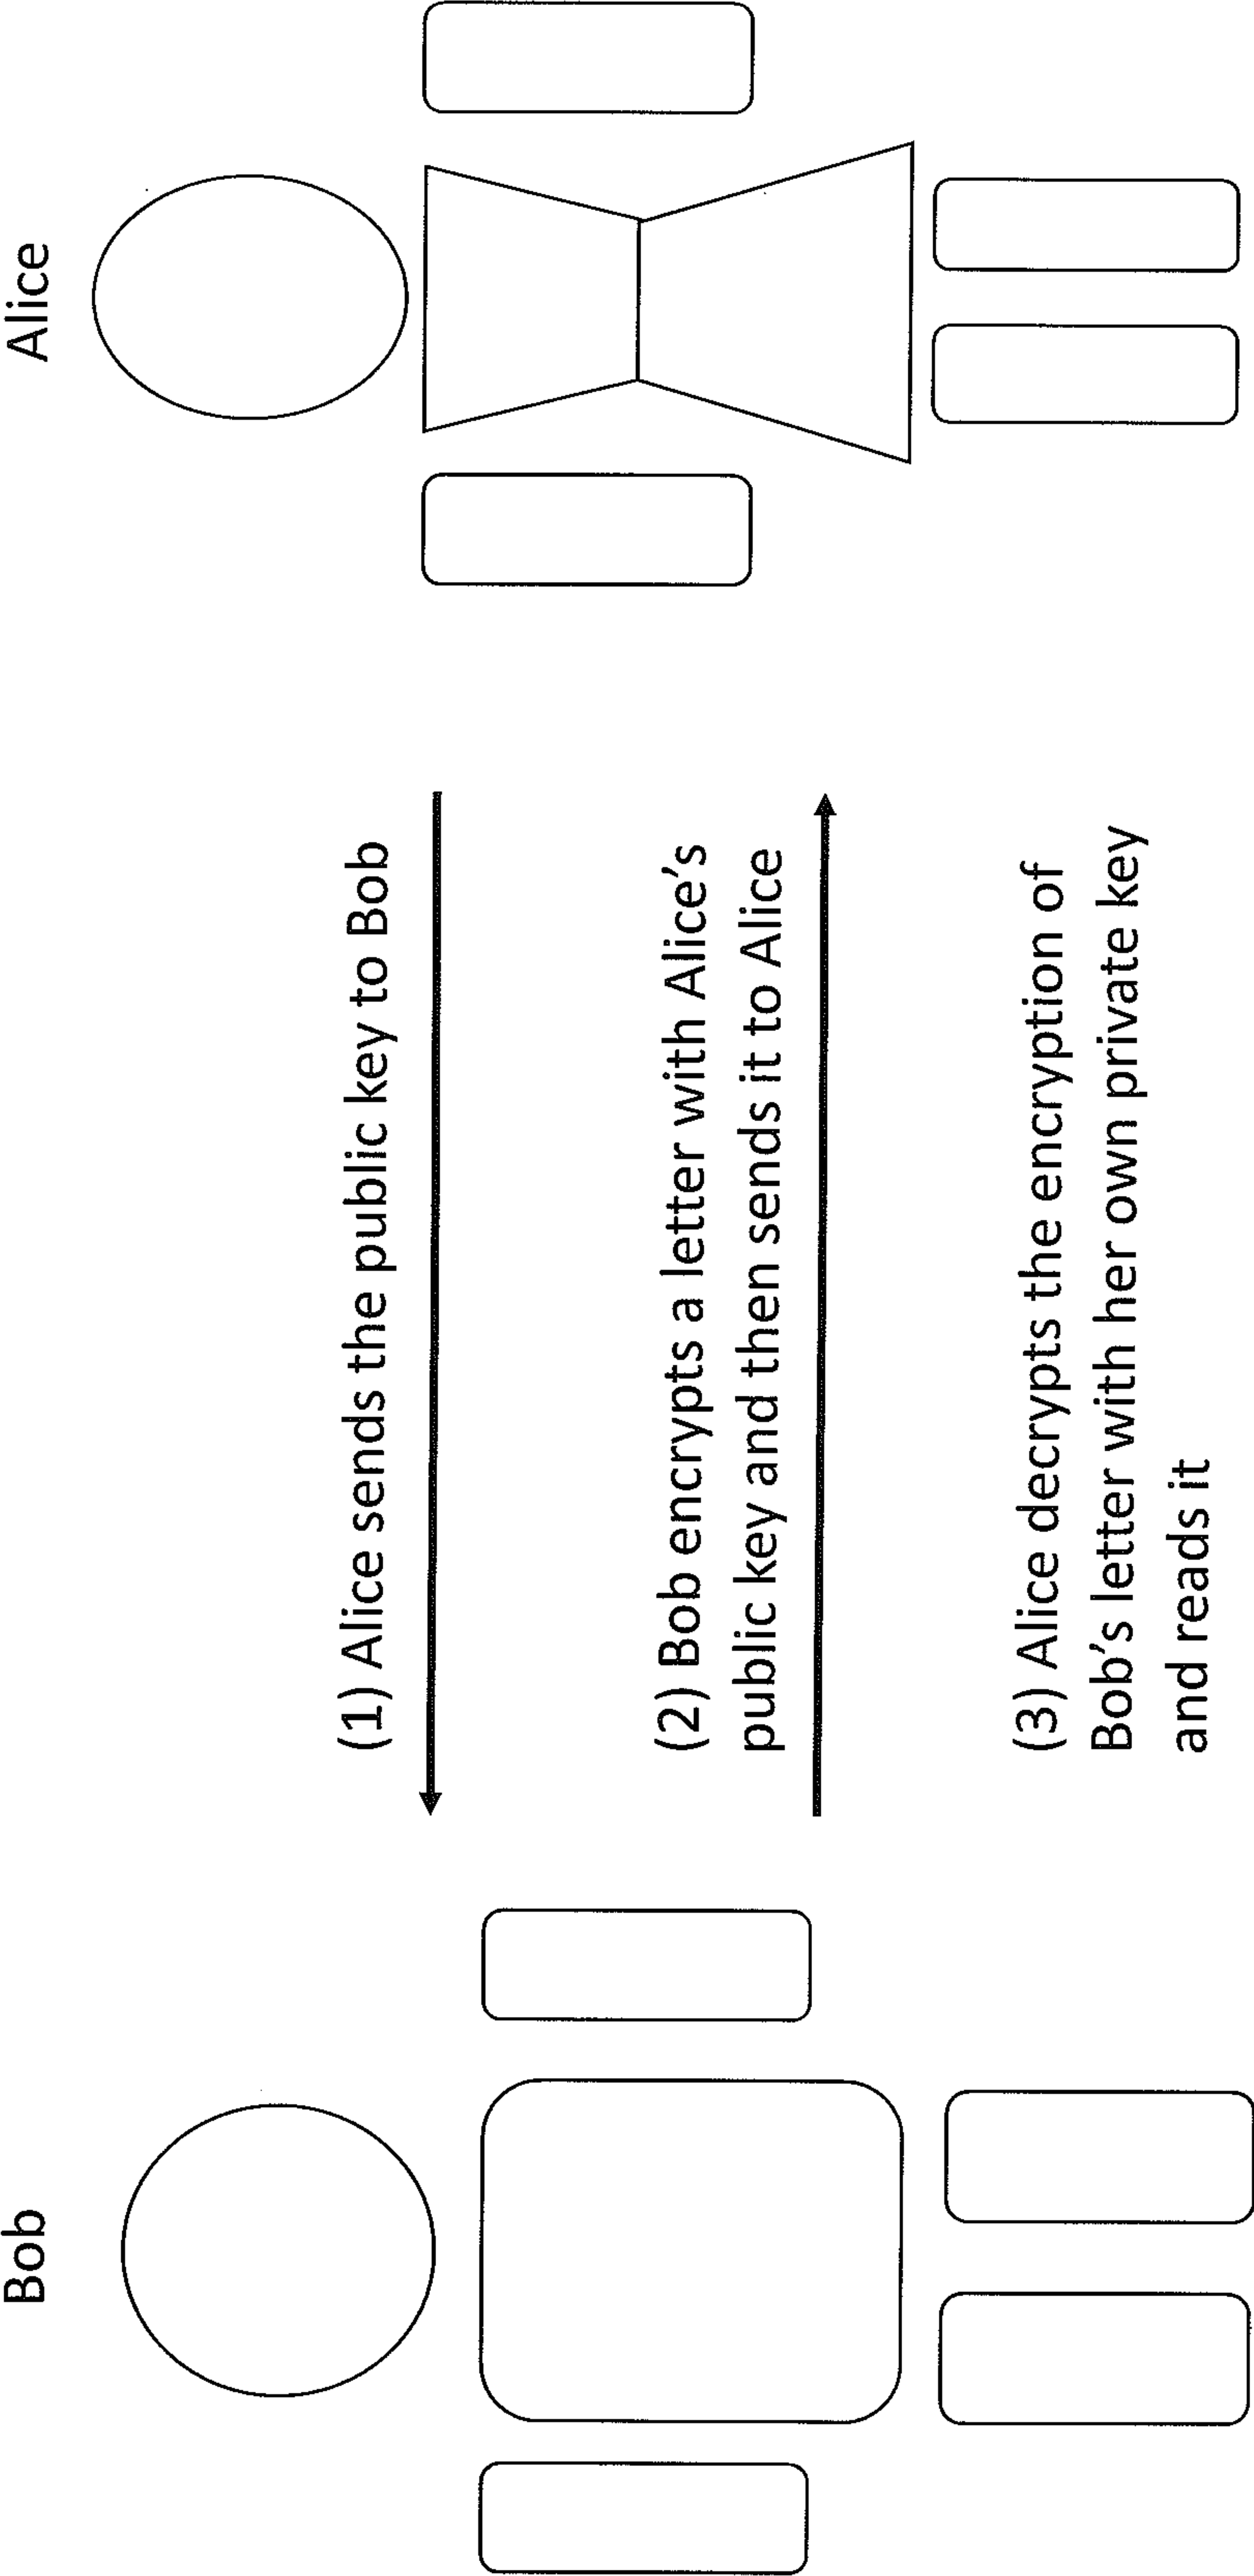 Bob
Alice
(1) Alice sends the public key to Bob
(2) Bob encrypts a letter with Alice’s
public key and then sends it to Alice
(3) Alice decrypts the encryption of
Bob’s letter with her own private key
and reads it